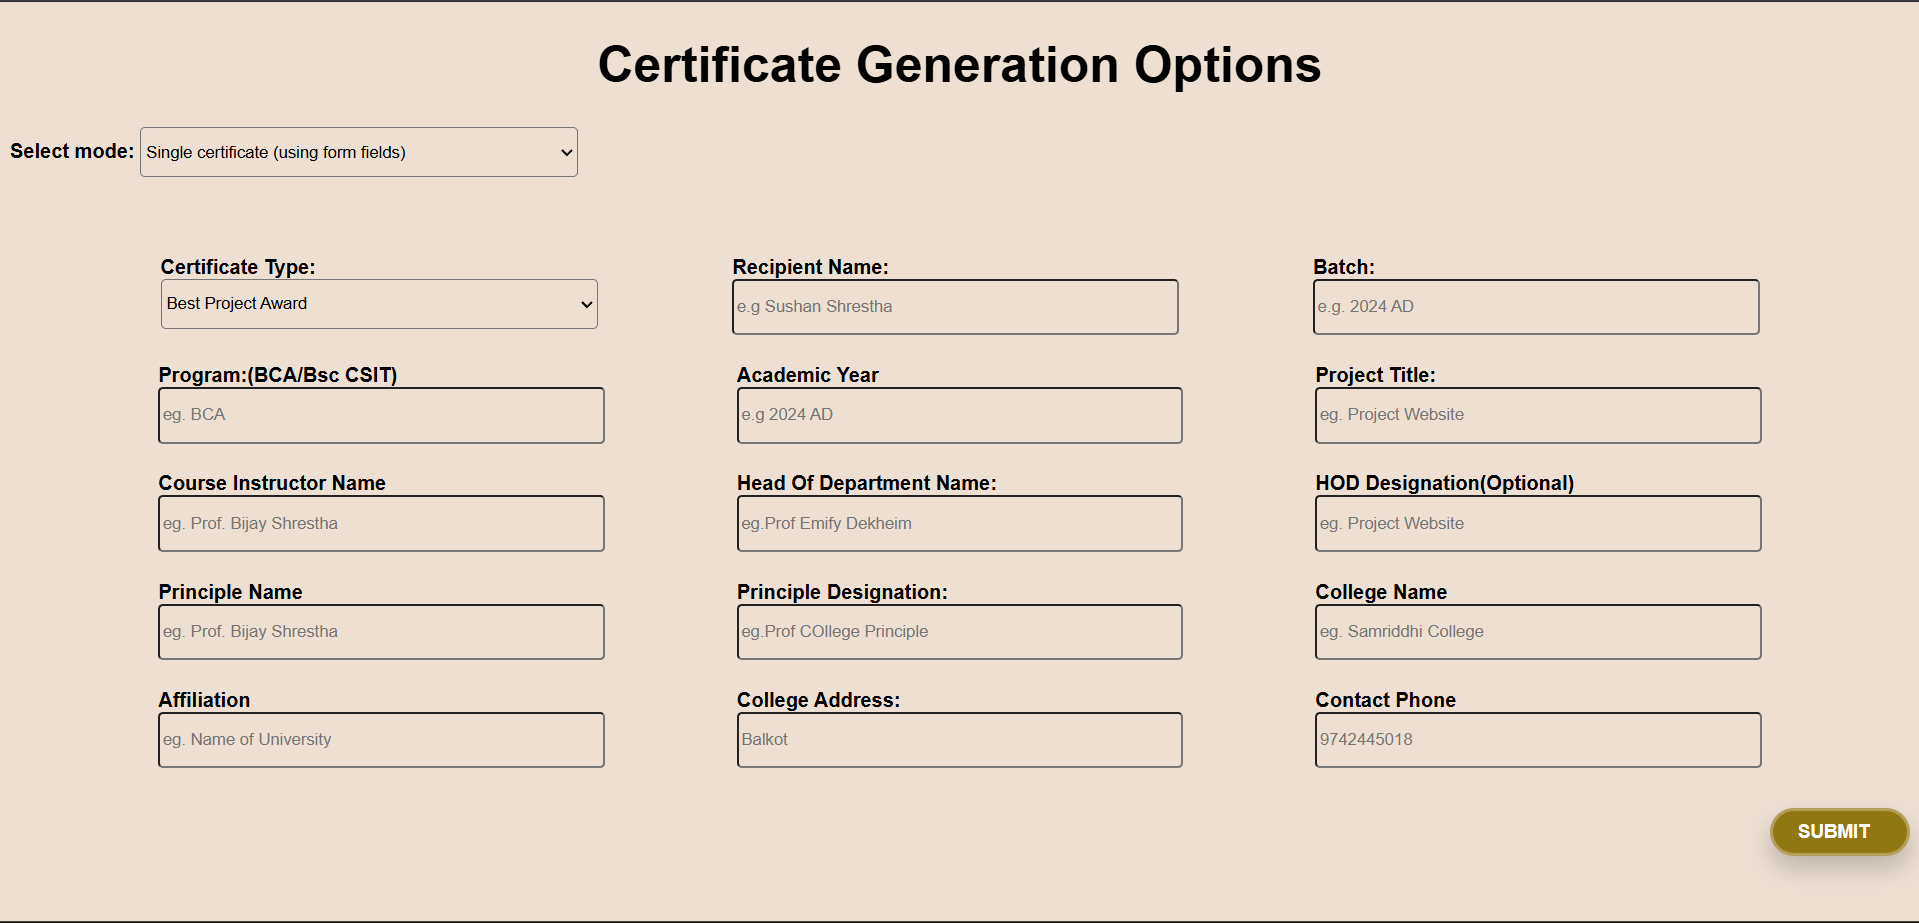 Certificate Generation Options
Select mode: Single certificate (using form fields)
Certificate Type: Recipient Name: Batch:
Best Project Award e.g Sushan Shrestha e.g. 2024 AD
Program:(BCA/Bsc CSIT) Academic Year Project Title:
eg. BCA e.g 2024 AD eg. Project Website
Course Instructor Name Head Of Department Name: HOD Designation(Optional)
eg. Prof. Bijay Shrestha eg.Prof Emify Dekheim eg. Project Website
Principle Name Principle Designation: College Name
eg. Prof. Bijay Shrestha eg.Prof COllege Principle eg. Samriddhi College
Affiliation College Address: Contact Phone
eg. Name of University Balkot 9742445018
SUBMIT